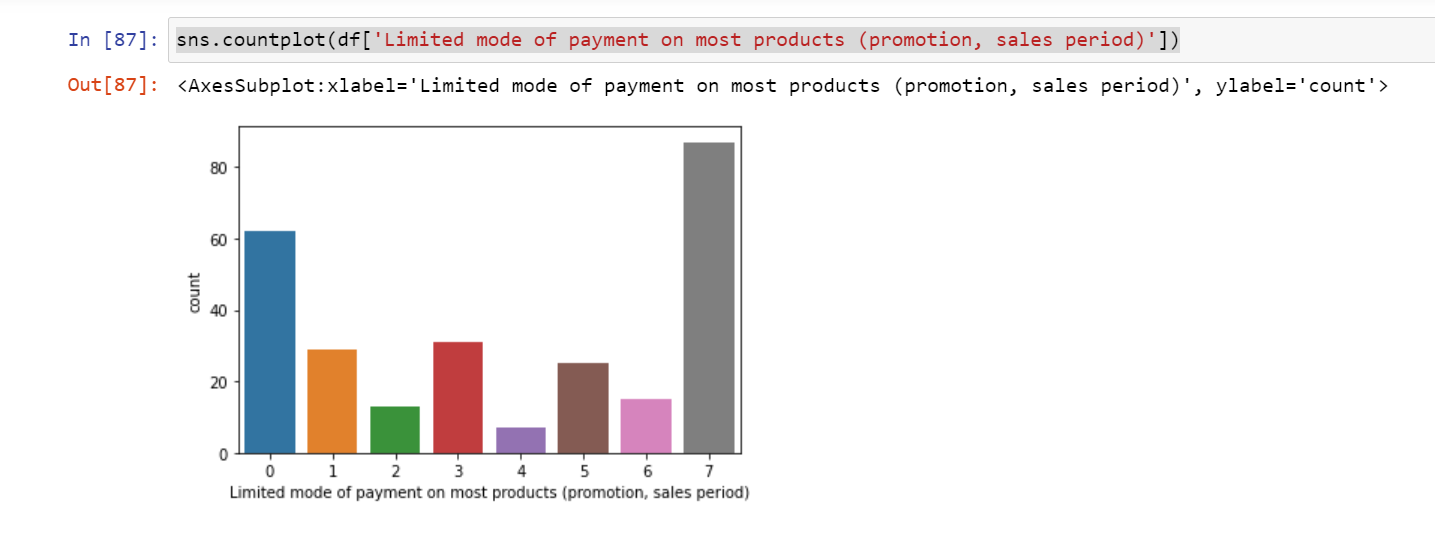 In [87]: sns.countplot(df['Limited mode of payment on most products (promotion, sales period)'])
Out[87]: <AxesSubplot:xlabel='Limited mode of payment on most products (promotion, sales period)', ylabel='count'>
80
60
count
40
20
0
0 1 2 3 4 5 6 7
Limited mode of payment on most products (promotion, sales period)